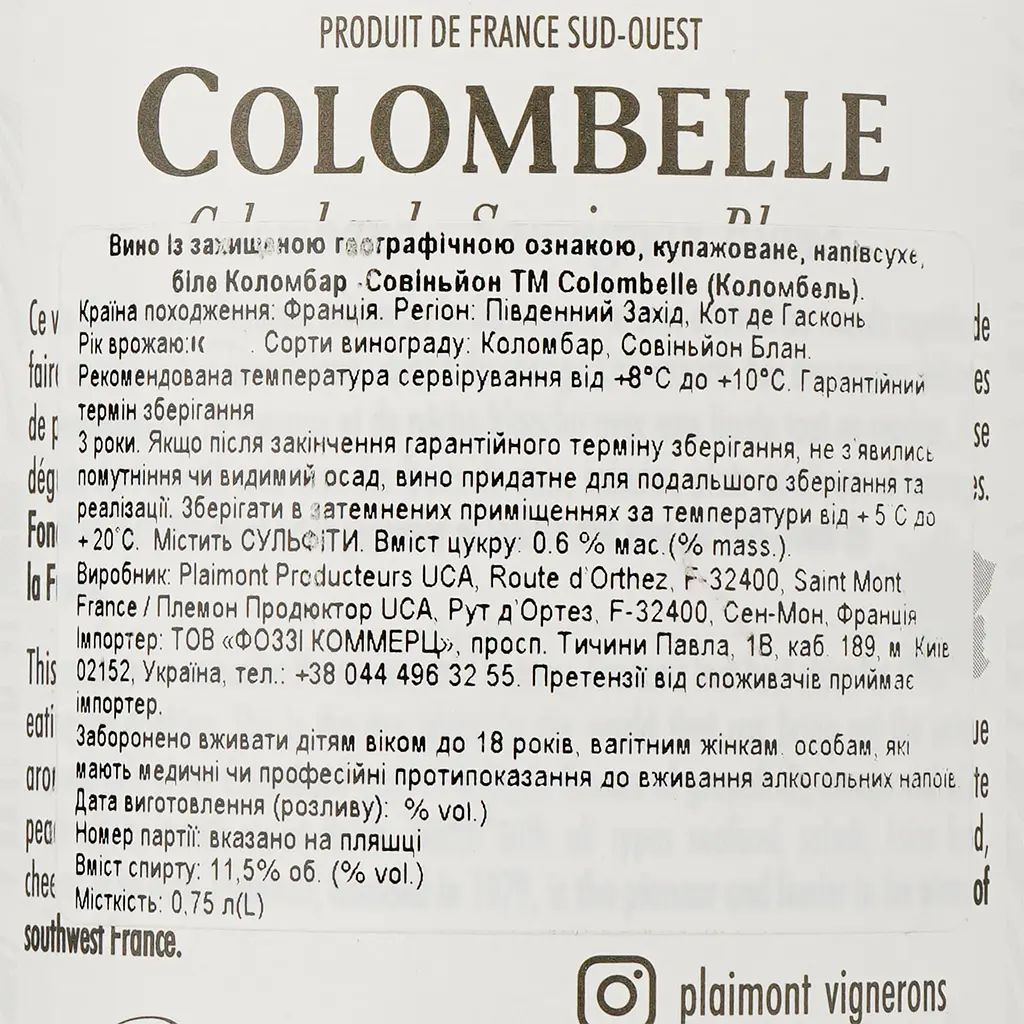 PRODUIT DE FRANCE SUD-OUEST
COLOMBELLE
Вино із захищеною географічною ознакою, купажоване, напівсухе,
біле Коломбар -Совіньйон ТМ Colombelle (Коломбель).
Країна походження: Франція. Регіон: Південний Захід, Кот де Гасконь
Рік врожаю: . Сорти винограду: Коломбар, Совіньйон Блан.
Рекомендована температура сервірування від +8°С до +10°С. Гарантійний
термін зберігання
3 роки. Якщо після закінчення гарантійного терміну зберігання, не з'явились
помутніння чи видимий осад, вино придатне для подальшого зберігання та
реалізації. Зберігати в затемнених приміщеннях за температури від +5°С до
+20°С. Містить СУЛЬФІТИ. Вміст цукру: 0.6 % мас.(% mass.).
Виробник: Plaimont Producteurs UCA, Route d'Orthez, F-32400, Saint Mont
France / Племон Продюктор UCA, Рут д'Ортез, F-32400, Сен-Мон, Франція
Імпортер: ТОВ «ФОЗЗІ КОММЕРЦ», просп. Тичини Павла, 1В, каб. 189, м Київ
02152, Україна, тел.: +38 044 496 32 55. Претензії від споживачів приймає
імпортер.
Заборонено вживати дітям віком до 18 років, вагітним жінкам. особам, які
мають медичні чи професійні протипоказання до вживання алкогольних напоїв.
Дата виготовлення (розливу): % vol.)
Номер партії: вказано на пляшці
Вміст спирту: 11,5% об. (% vol.)
Місткість: 0,75 л(L)
of
southwest France.
plaimont vignerons